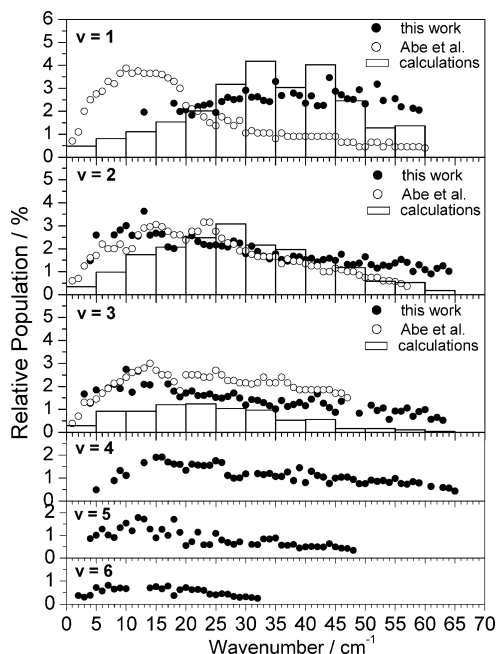 6
v = 1
this work
5
Abe et al.
calculations
4
3
2
1
0
v = 2
this work
5
Abe et al.
calculations
4
3
2
1
0
v = 3
this work
5
Abe et al.
calculations
4
3
2
1
0
v = 4
2
1
0
v = 5
2
1
0
v = 6
2
1
0
0 5 10 15 20 25 30 35 40 45 50 55 60 65 70
Wavenumber / cm-1
Relative Population / %